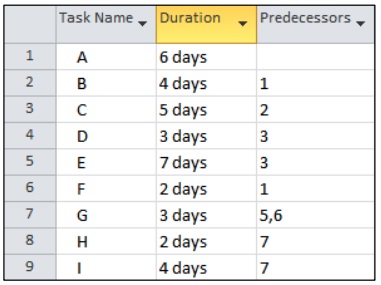 Task Name Duration Predecessors
1 A 6 days
2 B 4 days 1
3 C 5 days 2
4 D 3 days 3
5 E 7 days 3
6 F 2 days 1
7 G 3 days 5,6
8 H 2 days 7
9 I 4 days 7